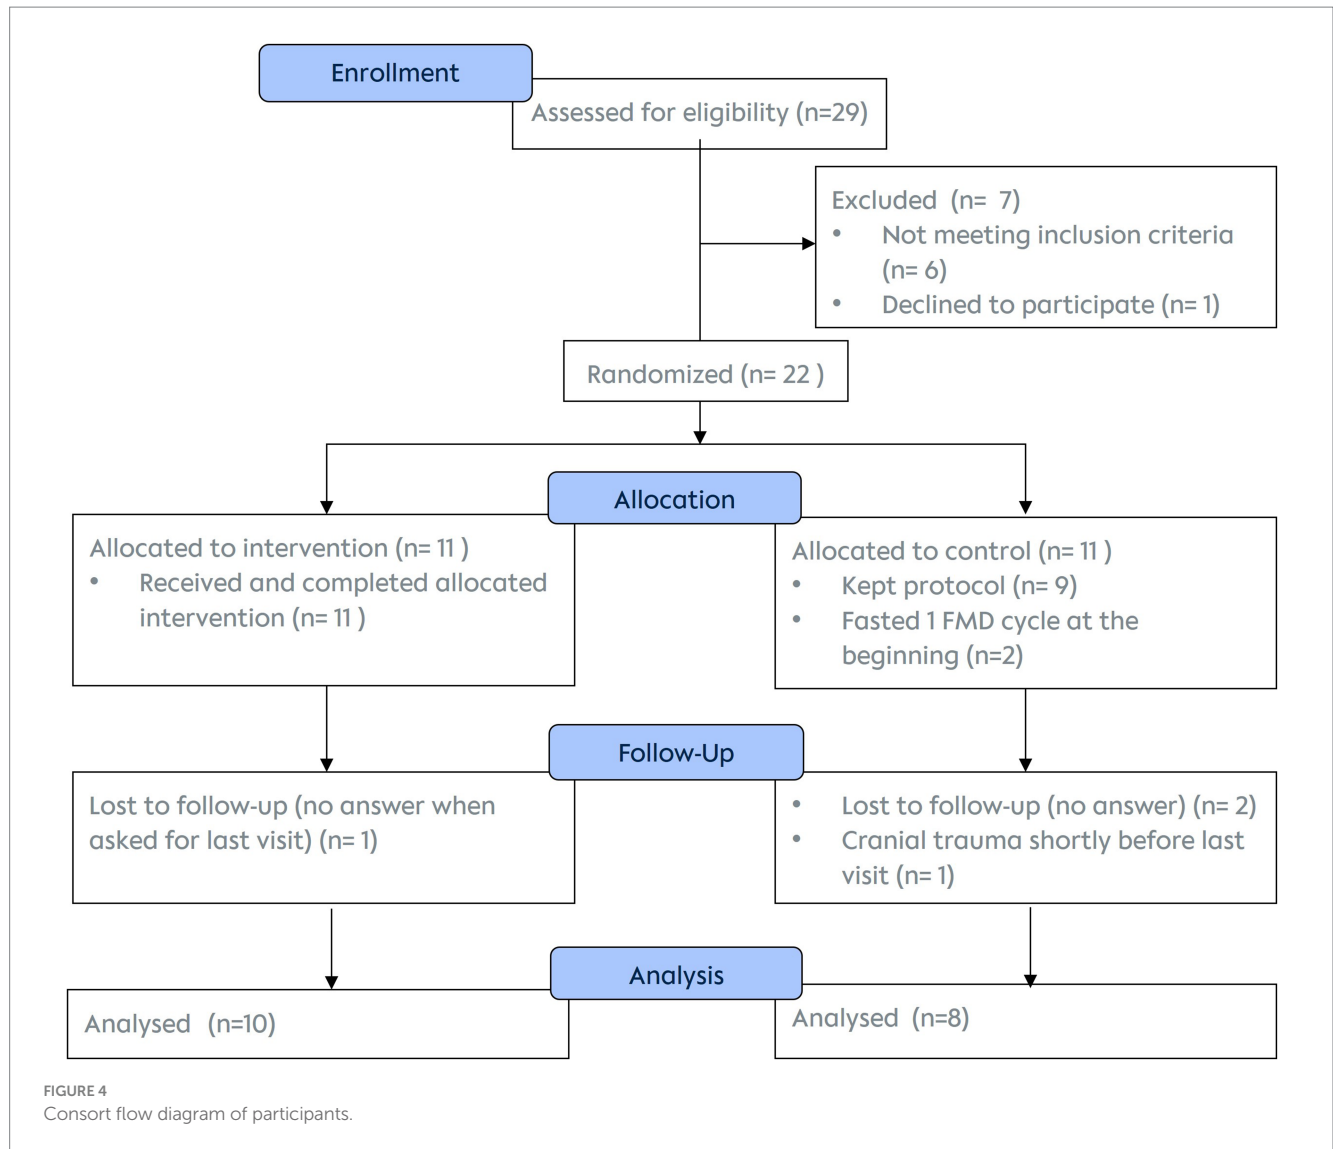 Enrollment
Assessed for eligibility (n=29)
Excluded (n= 7)
• Not meeting inclusion criteria
(n= 6)
• Declined to participate (n= 1)
Randomized (n= 22 )
Allocation
Allocated to intervention (n= 11 )
• Received and completed allocated
intervention (n= 11 )
Allocated to control (n= 11 )
• Kept protocol (n= 9)
• Fasted 1 FMD cycle at the
beginning (n=2)
Follow-Up
Lost to follow-up (no answer when
asked for last visit) (n= 1)
• Lost to follow-up (no answer) (n= 2)
• Cranial trauma shortly before last
visit (n= 1)
Analysis
Analysed (n=10)
Analysed (n=8)
FIGURE 4
Consort flow diagram of participants.